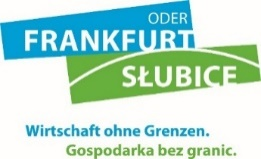 ODER
FRANKFURT
SŁUBICE
Wirtschaft ohne Grenzen.
Gospodarka bez granic.